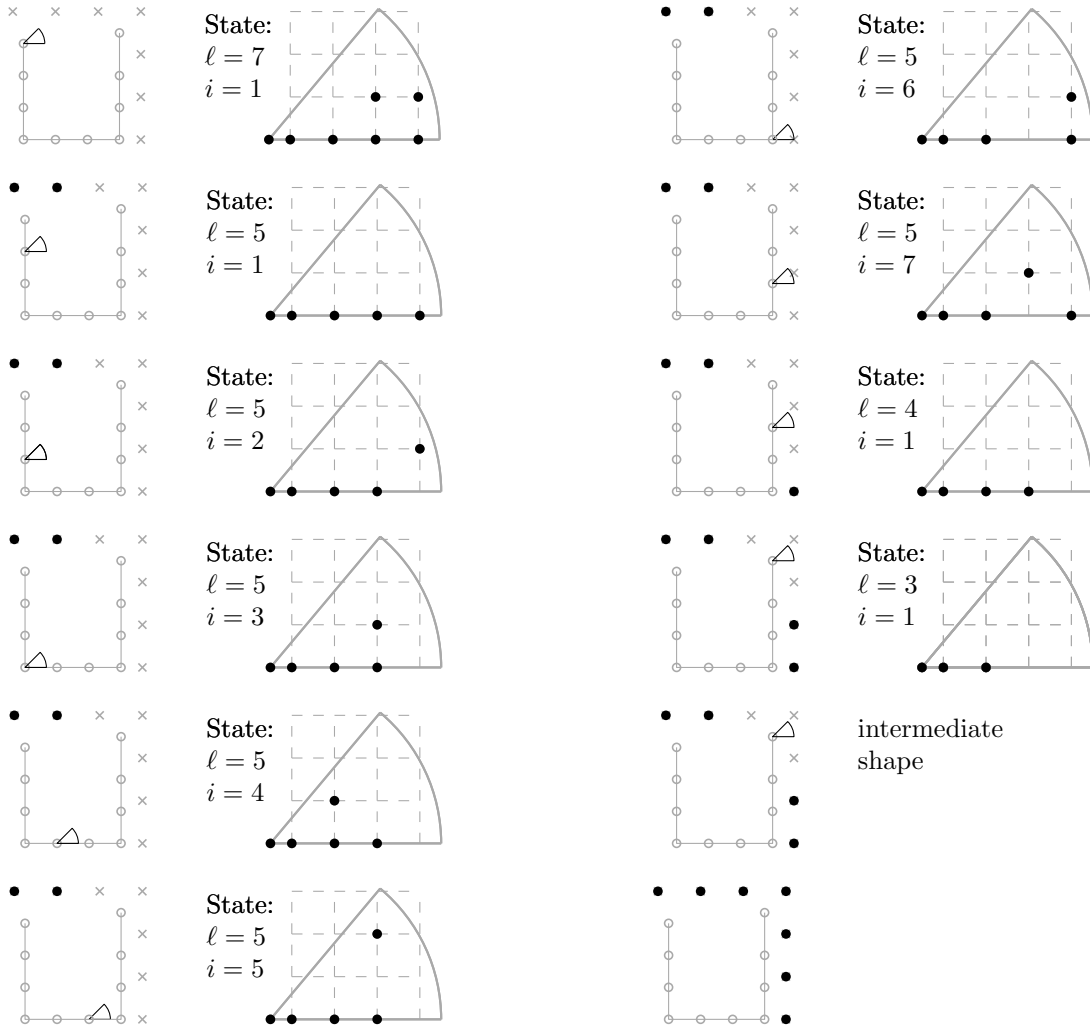 State:
ℓ = 7
i = 1
State:
ℓ = 5
i = 1
State:
ℓ = 5
i = 2
State:
ℓ = 5
i = 3
State:
ℓ = 5
i = 4
State:
ℓ = 5
i = 5
State:
ℓ = 5
i = 6
State:
ℓ = 5
i = 7
State:
ℓ = 4
i = 1
State:
ℓ = 3
i = 1
intermediate
shape